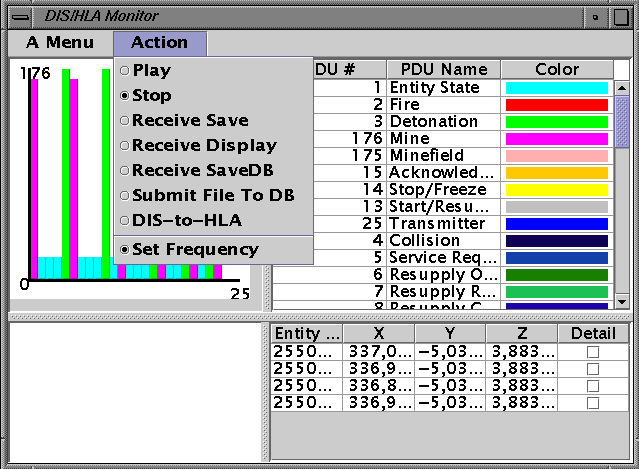 DIS/HLA Monitor
A Menu Action
176
0
25
Play
Stop
Receive Save
Receive Display
Receive SaveDB
Submit File To DB
DIS-to-HLA
Set Frequency
DU # PDU Name Color
1 Entity State
2 Fire
3 Detonation
176 Mine
175 Minefield
15 Acknowled...
14 Stop/Freeze
13 Start/Resu...
25 Transmitter
4 Collision
5 Service Req...
6 Resupply O...
7 Resupply R...
8 Resupply C...
Entity ... X Y Z Detail
2550... 337,0... −5,03... 3,883...
2550... 336,9... −5,03... 3,883...
2550... 336,8... −5,03... 3,883...
2550... 336,9... −5,03... 3,883...